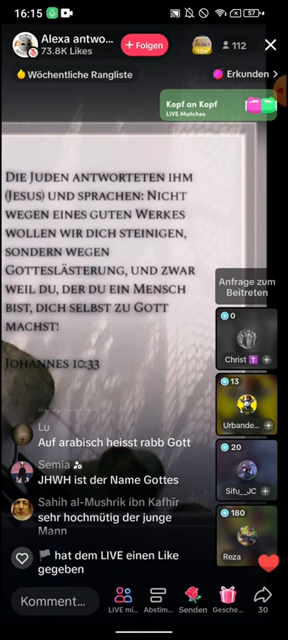 16:15
57
Alexa antwo...
73.8K Likes
+ Folgen
112
Wöchentliche Rangliste
Erkunden >
Kopf an Kopf
LIVE Matches
DIE JUDEN ANTWORTETEN IHM
(JESUS) UND SPRACHEN: NICHT
WEGEN EINES GUTEN WERKES
WOLLEN WIR DICH STEINIGEN,
SONDERN WEGEN
GOTTESLÄSTERUNG, UND ZWAR
WEIL DU, DER DU EIN MENSCH
BIST, DICH SELBST ZU GOTT
MACHST!
JOHANNES 10:33
Anfrage zum
Beitreten
0
Christ
13
Urbande...
20
Sifu_JC
180
Reza
Lu
Auf arabisch heisst rabb Gott
Semia
JHWH ist der Name Gottes
Sahih al-Mushrik ibn Kafhir
sehr hochmütig der junge
Mann
hat dem LIVE einen Like
gegeben
Komment...
LIVE mi...
Abstim...
Senden
Gesche...
30